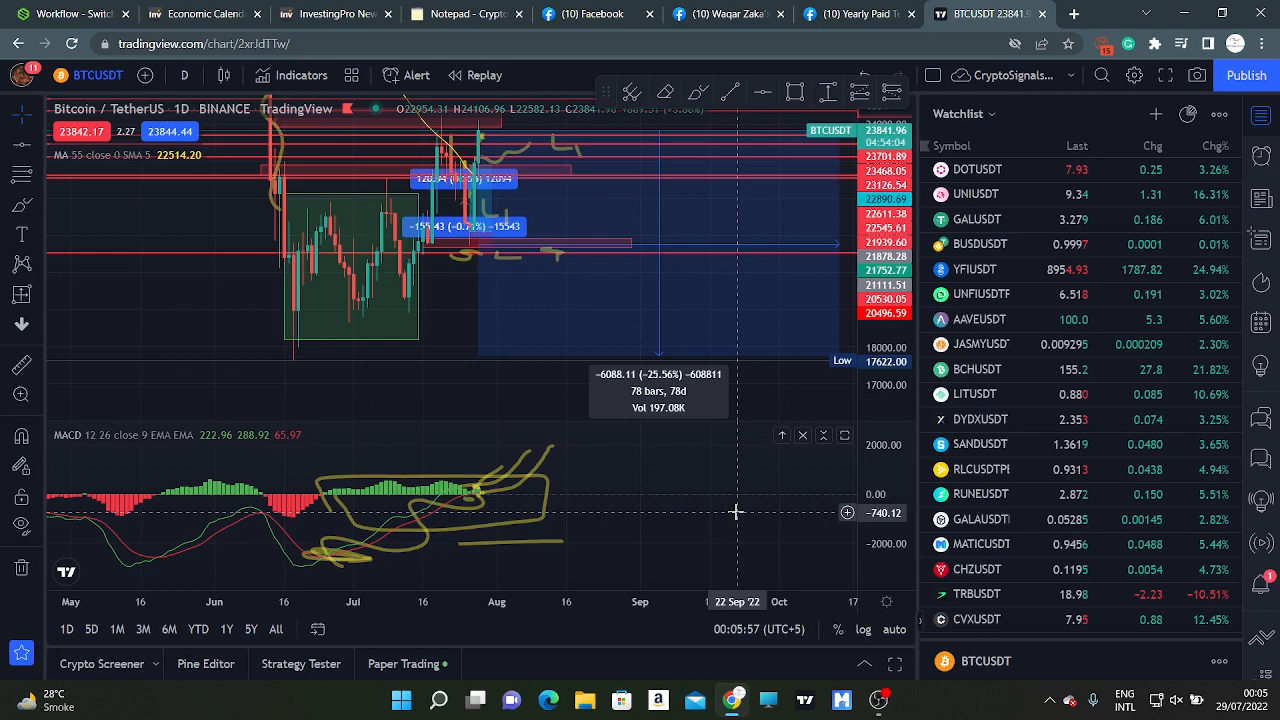 Workflow - Switch
Economic Calenda
InvestingPro New
Notepad - Crypto
(10) Facebook
(10) Waqar Zaka's
(10) Yearly Paid Te
BTCUSDT 23841.9
tradingview.com/chart/2xrJdTTw/
15
11
BTCUSDT
D
Indicators
Alert
Replay
CryptoSignals...
Publish
Bitcoin / TetherUS · 1D · BINANCE · TradingView
O22954.31 H24106.96 L22582.13
23842.17
2.27
23844.44
MA 55 close 0 SMA 5 22514.20
BTCUSDT
23841.96
04:54:04
23701.89
23468.05
23126.54
22890.69
22611.38
22545.61
21939.60
21878.28
21752.77
21111.51
20530.05
20496.59
18000.00
Low
17622.00
17000.00
−6088.11 (−25.56%) −608811
78 bars, 78d
Vol 197.08K
MACD 12 26 close 9 EMA EMA 222.96 288.92 65.97
2000.00
0.00
−740.12
−2000.00
May
16
Jun
16
Jul
16
Aug
16
Sep
22 Sep '22
Oct
17
1D
5D
1M
3M
6M
YTD
1Y
5Y
All
00:05:57 (UTC+5)
%
log
auto
Crypto Screener
Pine Editor
Strategy Tester
Paper Trading
Watchlist
Symbol
Last
Chg
Chg%
DOTUSDT 7.93 0.25 3.26%
UNIUSDT 9.34 1.31 16.31%
GALUSDT 3.279 0.186 6.01%
BUSDUSDT 0.9997 0.0001 0.01%
YFIUSDT 8954.93 1787.82 24.94%
UNFIUSDTF 6.518 0.191 3.02%
AAVEUSDT 100.0 5.3 5.60%
JASMYUSDT 0.009295 0.000209 2.30%
BCHUSDT 155.2 27.8 21.82%
LITUSDT 0.880 0.085 10.69%
DYDXUSDT 2.353 0.074 3.25%
SANDUSDT 1.3619 0.0480 3.65%
RLCUSDTPE 0.9313 0.0438 4.94%
RUNEUSDT 2.872 0.150 5.51%
GALAUSDT 0.05285 0.00145 2.82%
MATICUSDT 0.9456 0.0488 5.44%
CHZUSDT 0.1195 0.0054 4.73%
TRBUSDT 18.98 −2.23 −10.51%
CVXUSDT 7.95 0.88 12.45%
BTCUSDT
1
28°C
Smoke
ENG
INTL
00:05
29/07/2022